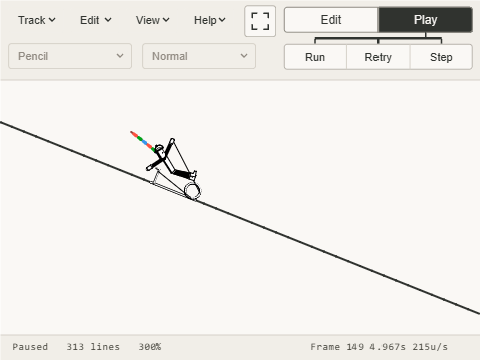 Track Edit View Help Edit Play
Pencil Normal Run Retry Step
Paused 313 lines 300% Frame 149 4.967s 215u/s